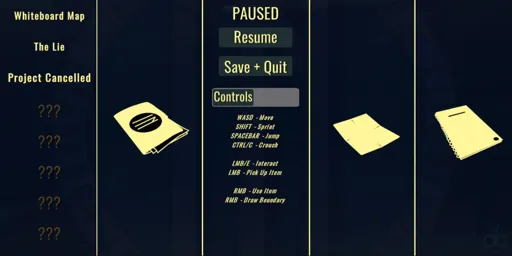 Whiteboard Map
The Lie
Project Cancelled
???
???
???
???
???
PAUSED
Resume
Save + Quit
Controls
WASD - Move
SHIFT - Sprint
SPACEBAR - Jump
CTRL/C - Crouch
LMB/E - Interact
LMB - Pick Up Item
RMB - Use Item
RMB - Draw Boundary